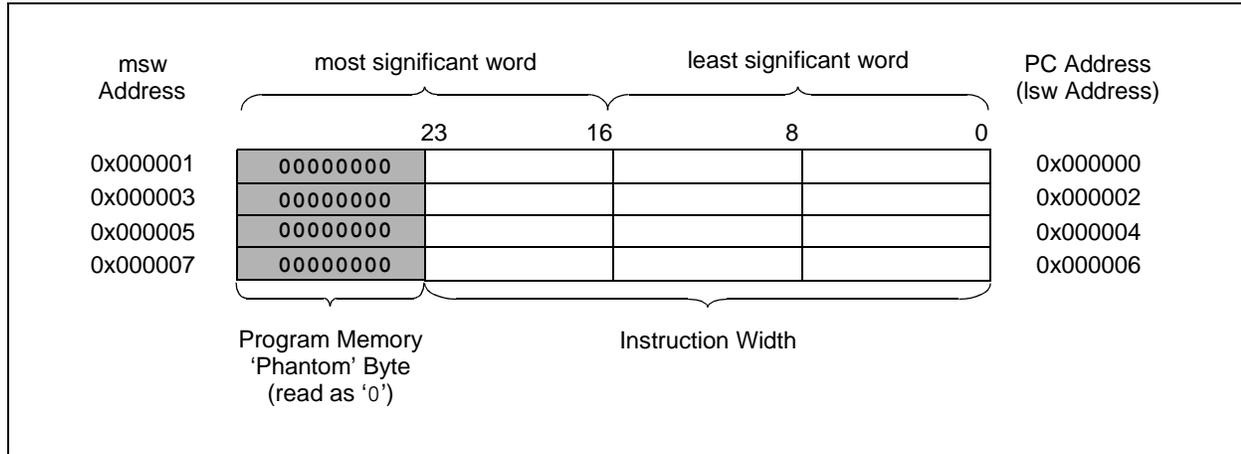 msw
Address
most significant word
least significant word
PC Address
(lsw Address)
23 16 8 0
0x000001 00000000 0x000000
0x000003 00000000 0x000002
0x000005 00000000 0x000004
0x000007 00000000 0x000006
Program Memory
‘Phantom’ Byte
(read as ‘0’)
Instruction Width